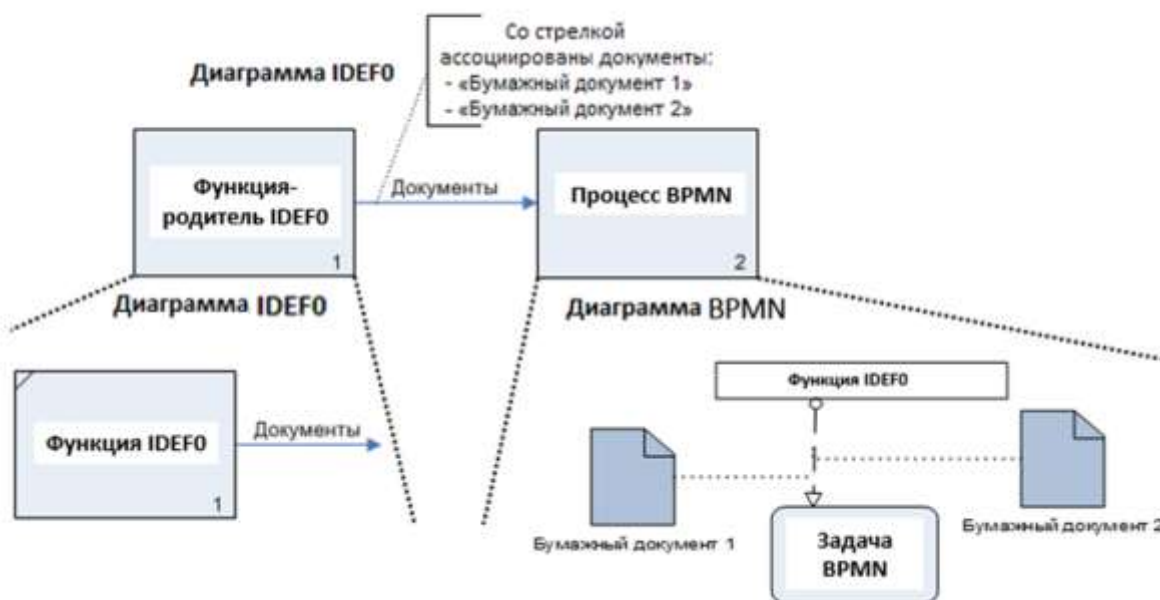 Со стрелкой
ассоциированы документы:
- «Бумажный документ 1»
- «Бумажный документ 2»
Диаграмма IDEF0
Функция-
родитель IDEF0
1
Документы
Процесс BPMN
2
Диаграмма IDEF0
Диаграмма BPMN
Функция IDEF0
1
Документы
Функция IDEF0
Бумажный документ 1
Бумажный документ 2
Задача
BPMN